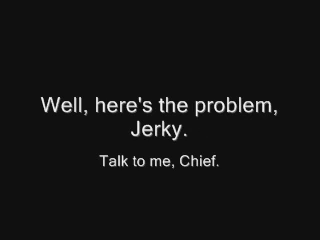 Well, here's the problem,
Jerky.
Talk to me, Chief.